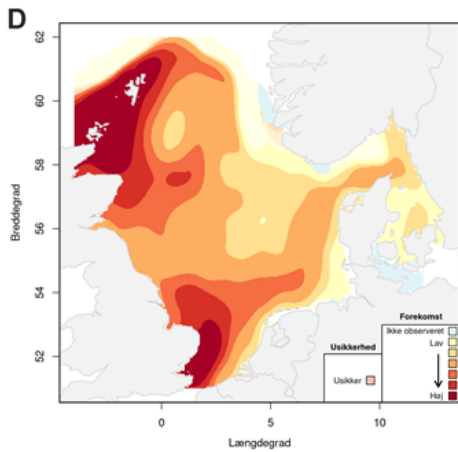 D
62
60
58
56
54
52
Breddegrad
0
5
10
Længdegrad
Usikkerhed
Usikker
Forekomst
Ikke observeret
Lav
Høj